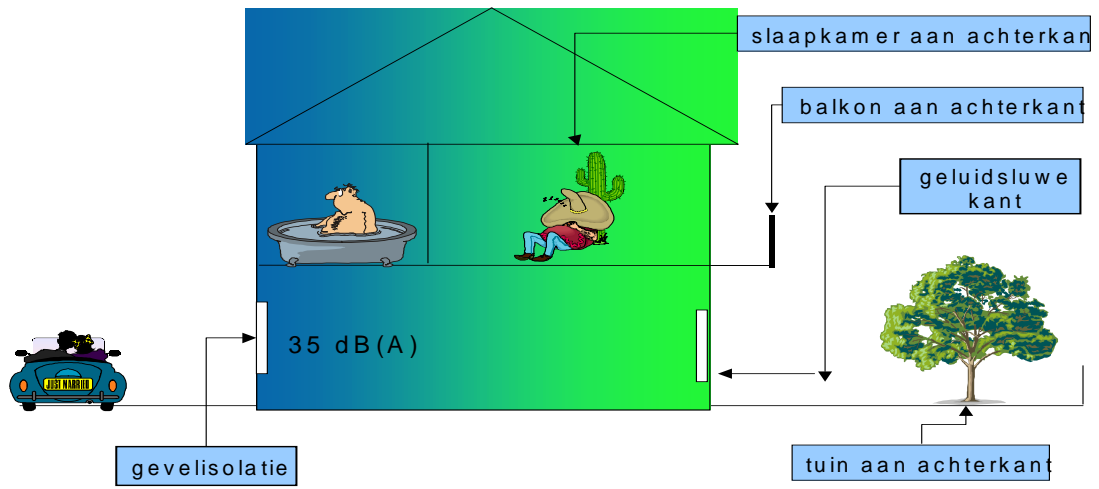 slaapkamer aan achterkan
balkon aan achterkant
geluidsluwe
kant
35 dB(A)
JUST MARRIED
gevelisolatie
tuin aan achterkant